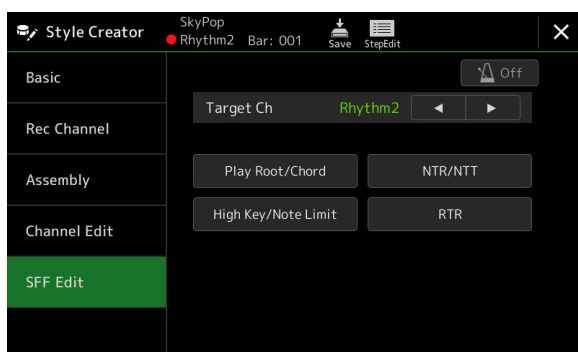 Style Creator
SkyPop
Rhythm2 Bar: 001
Save
StepEdit
Basic
Off
Target Ch Rhythm2
Rec Channel
Assembly
Play Root/Chord NTR/NTT
Channel Edit
High Key/Note Limit RTR
SFF Edit